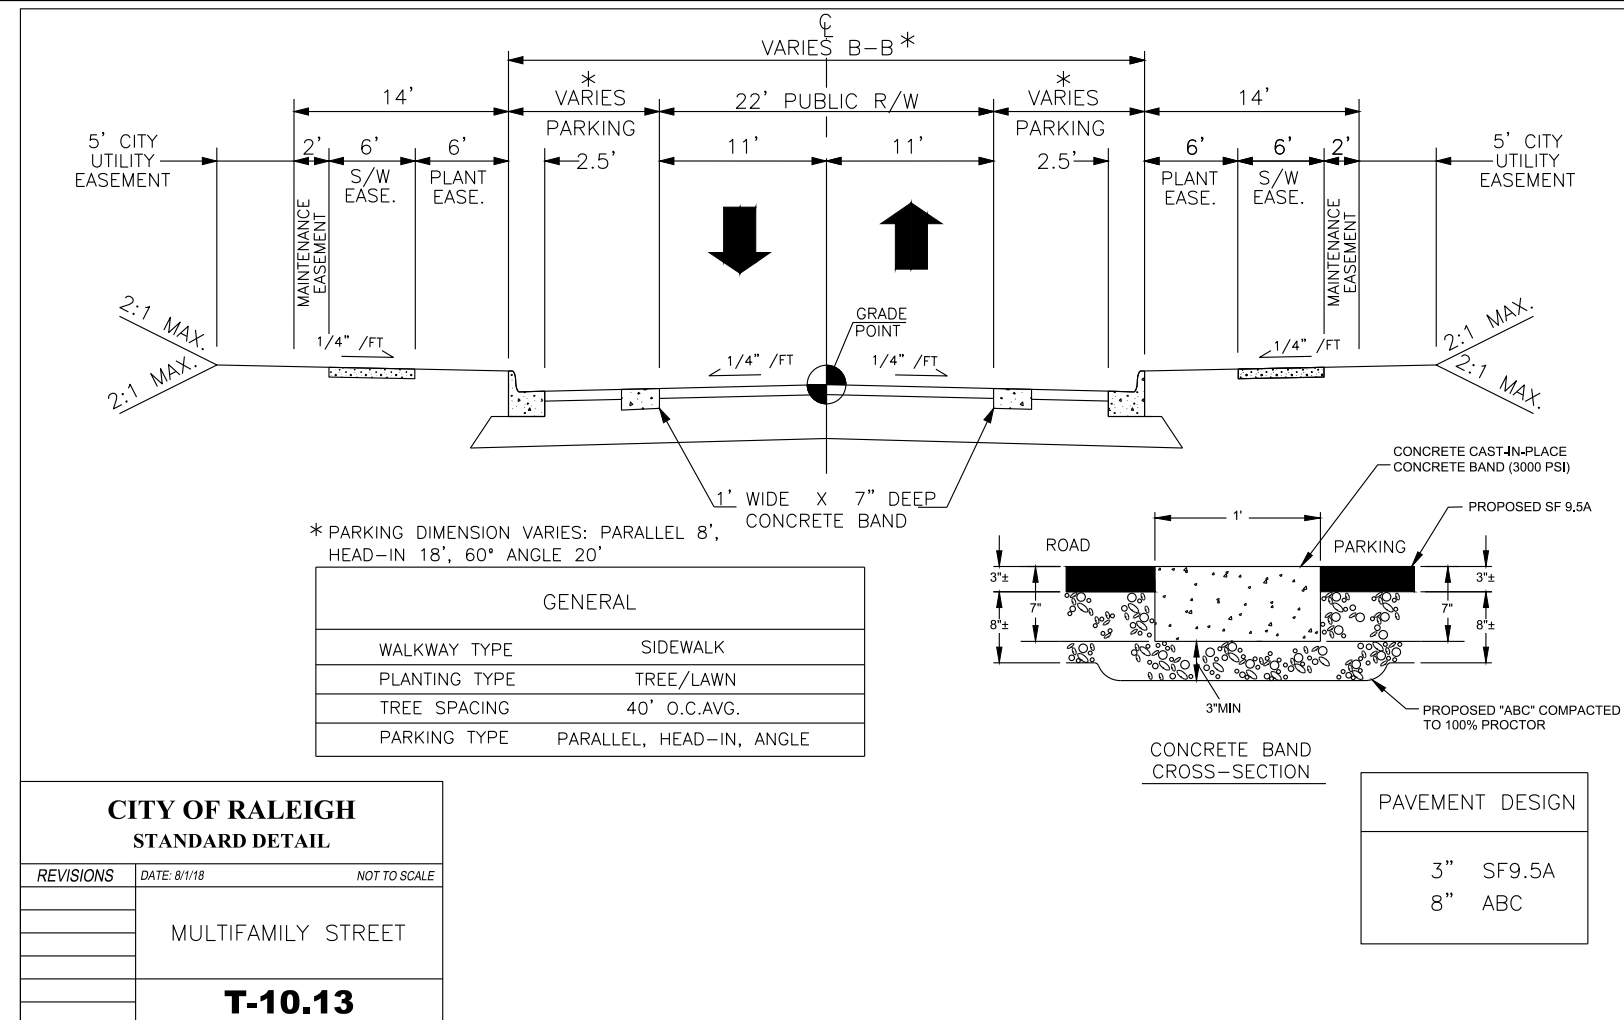 ℄
VARIES B-B *
14'
*
VARIES
22' PUBLIC R/W
*
VARIES
14'
PARKING
PARKING
5' CITY
UTILITY
EASEMENT
2'
6'
6'
2.5'
11'
11'
2.5'
6'
6'
2'
5' CITY
UTILITY
EASEMENT
S/W
EASE.
PLANT
EASE.
PLANT
EASE.
S/W
EASE.
MAINTENANCE
EASEMENT
MAINTENANCE
EASEMENT
2:1 MAX.
2:1 MAX.
1/4" /FT
1/4" /FT
GRADE
POINT
1/4" /FT
1/4" /FT
2:1 MAX.
2:1 MAX.
1' WIDE X 7" DEEP
CONCRETE BAND
* PARKING DIMENSION VARIES: PARALLEL 8',
HEAD-IN 18', 60° ANGLE 20'
GENERAL
WALKWAY TYPE SIDEWALK
PLANTING TYPE TREE/LAWN
TREE SPACING 40' O.C.AVG.
PARKING TYPE PARALLEL, HEAD-IN, ANGLE
CONCRETE CAST-IN-PLACE
CONCRETE BAND (3000 PSI)
PROPOSED SF 9.5A
1'
ROAD
PARKING
3"±
7"
8"±
3"±
7"
8"±
3"MIN
PROPOSED "ABC" COMPACTED
TO 100% PROCTOR
CONCRETE BAND
CROSS-SECTION
PAVEMENT DESIGN
3" SF9.5A
8" ABC
CITY OF RALEIGH
STANDARD DETAIL
REVISIONS
DATE: 8/1/18 NOT TO SCALE
MULTIFAMILY STREET
T-10.13